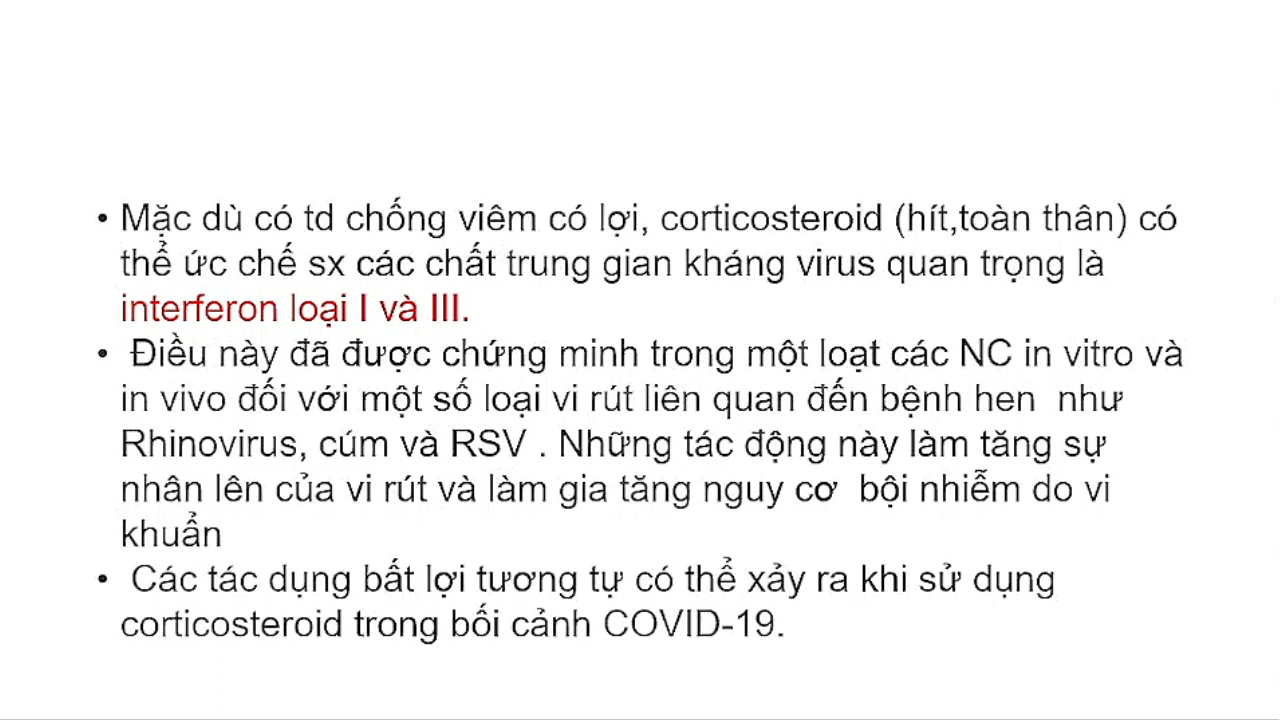 • Mặc dù có td chống viêm có lợi, corticosteroid (hít,toàn thân) có
thể ức chế sx các chất trung gian kháng virus quan trọng là
interferon loại I và III.
• Điều này đã được chứng minh trong một loạt các NC in vitro và
in vivo đối với một số loại vi rút liên quan đến bệnh hen như
Rhinovirus, cúm và RSV . Những tác động này làm tăng sự
nhân lên của vi rút và làm gia tăng nguy cơ bội nhiễm do vi
khuẩn
• Các tác dụng bất lợi tương tự có thể xảy ra khi sử dụng
corticosteroid trong bối cảnh COVID-19.